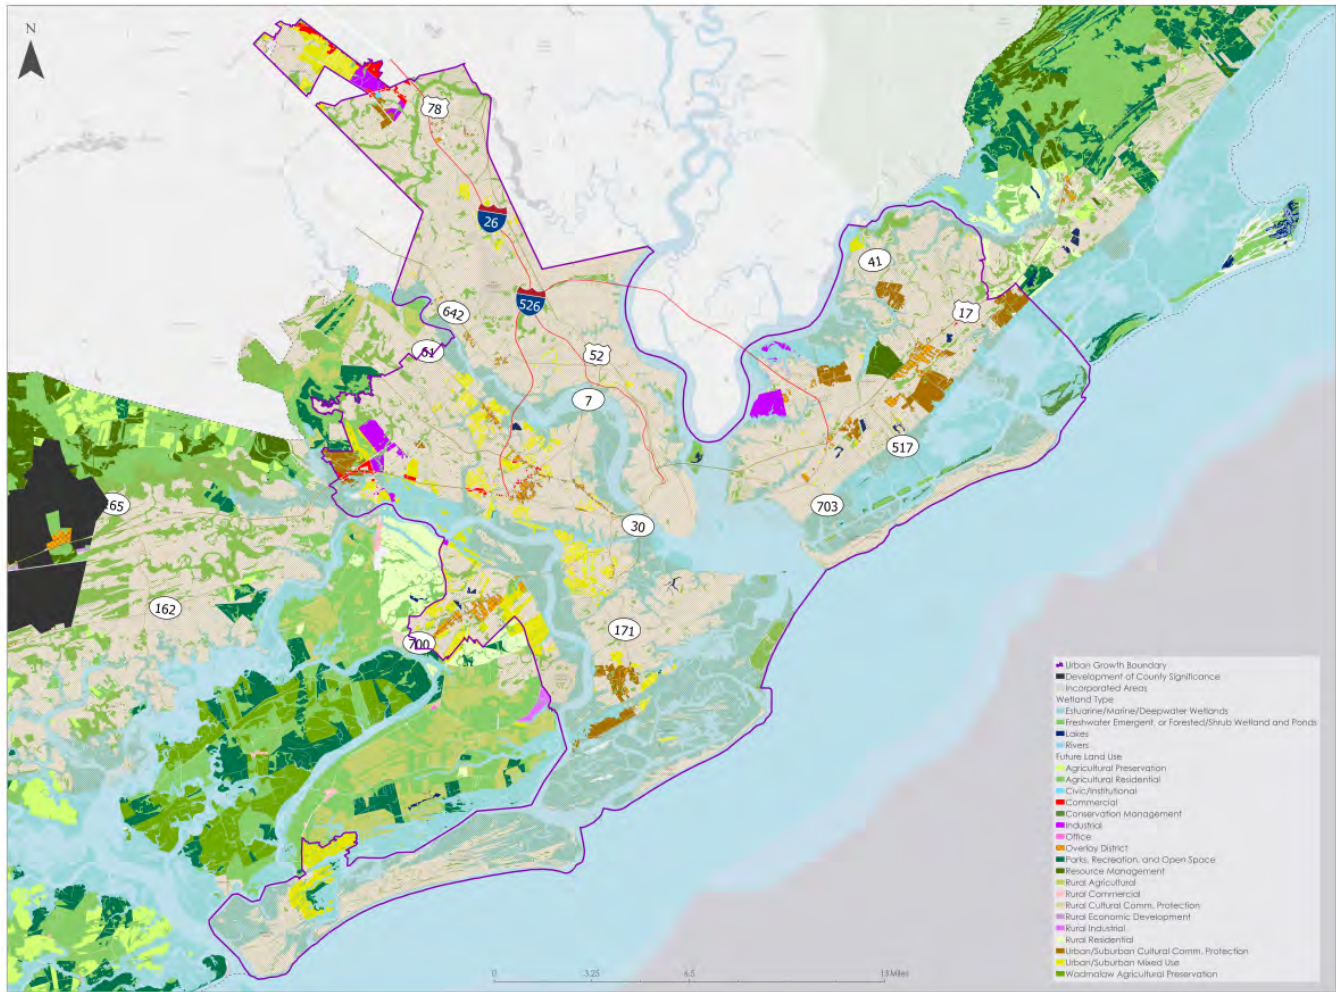 N
78
26
41
17
526
642
61
52
7
517
165
703
30
162
171
700
Urban Growth Boundary
Development of County Significance
Incorporated Areas
Wetland Type
Estuarine/Marine/Deepwater Wetlands
Freshwater Emergent, or Forested/Shrub Wetland and Ponds
Lakes
Rivers
Future Land Use
Agricultural Preservation
Agricultural Residential
Civic/Institutional
Commercial
Conservation Management
Industrial
Office
Overlay District
Parks, Recreation, and Open Space
Resource Management
Rural Agricultural
Rural Commercial
Rural Cultural Comm. Protection
Rural Economic Development
Rural Industrial
Rural Residential
Urban/Suburban Cultural Comm. Protection
Urban/Suburban Mixed Use
Wadmalaw Agricultural Preservation
0 3.25 6.5 13 Miles